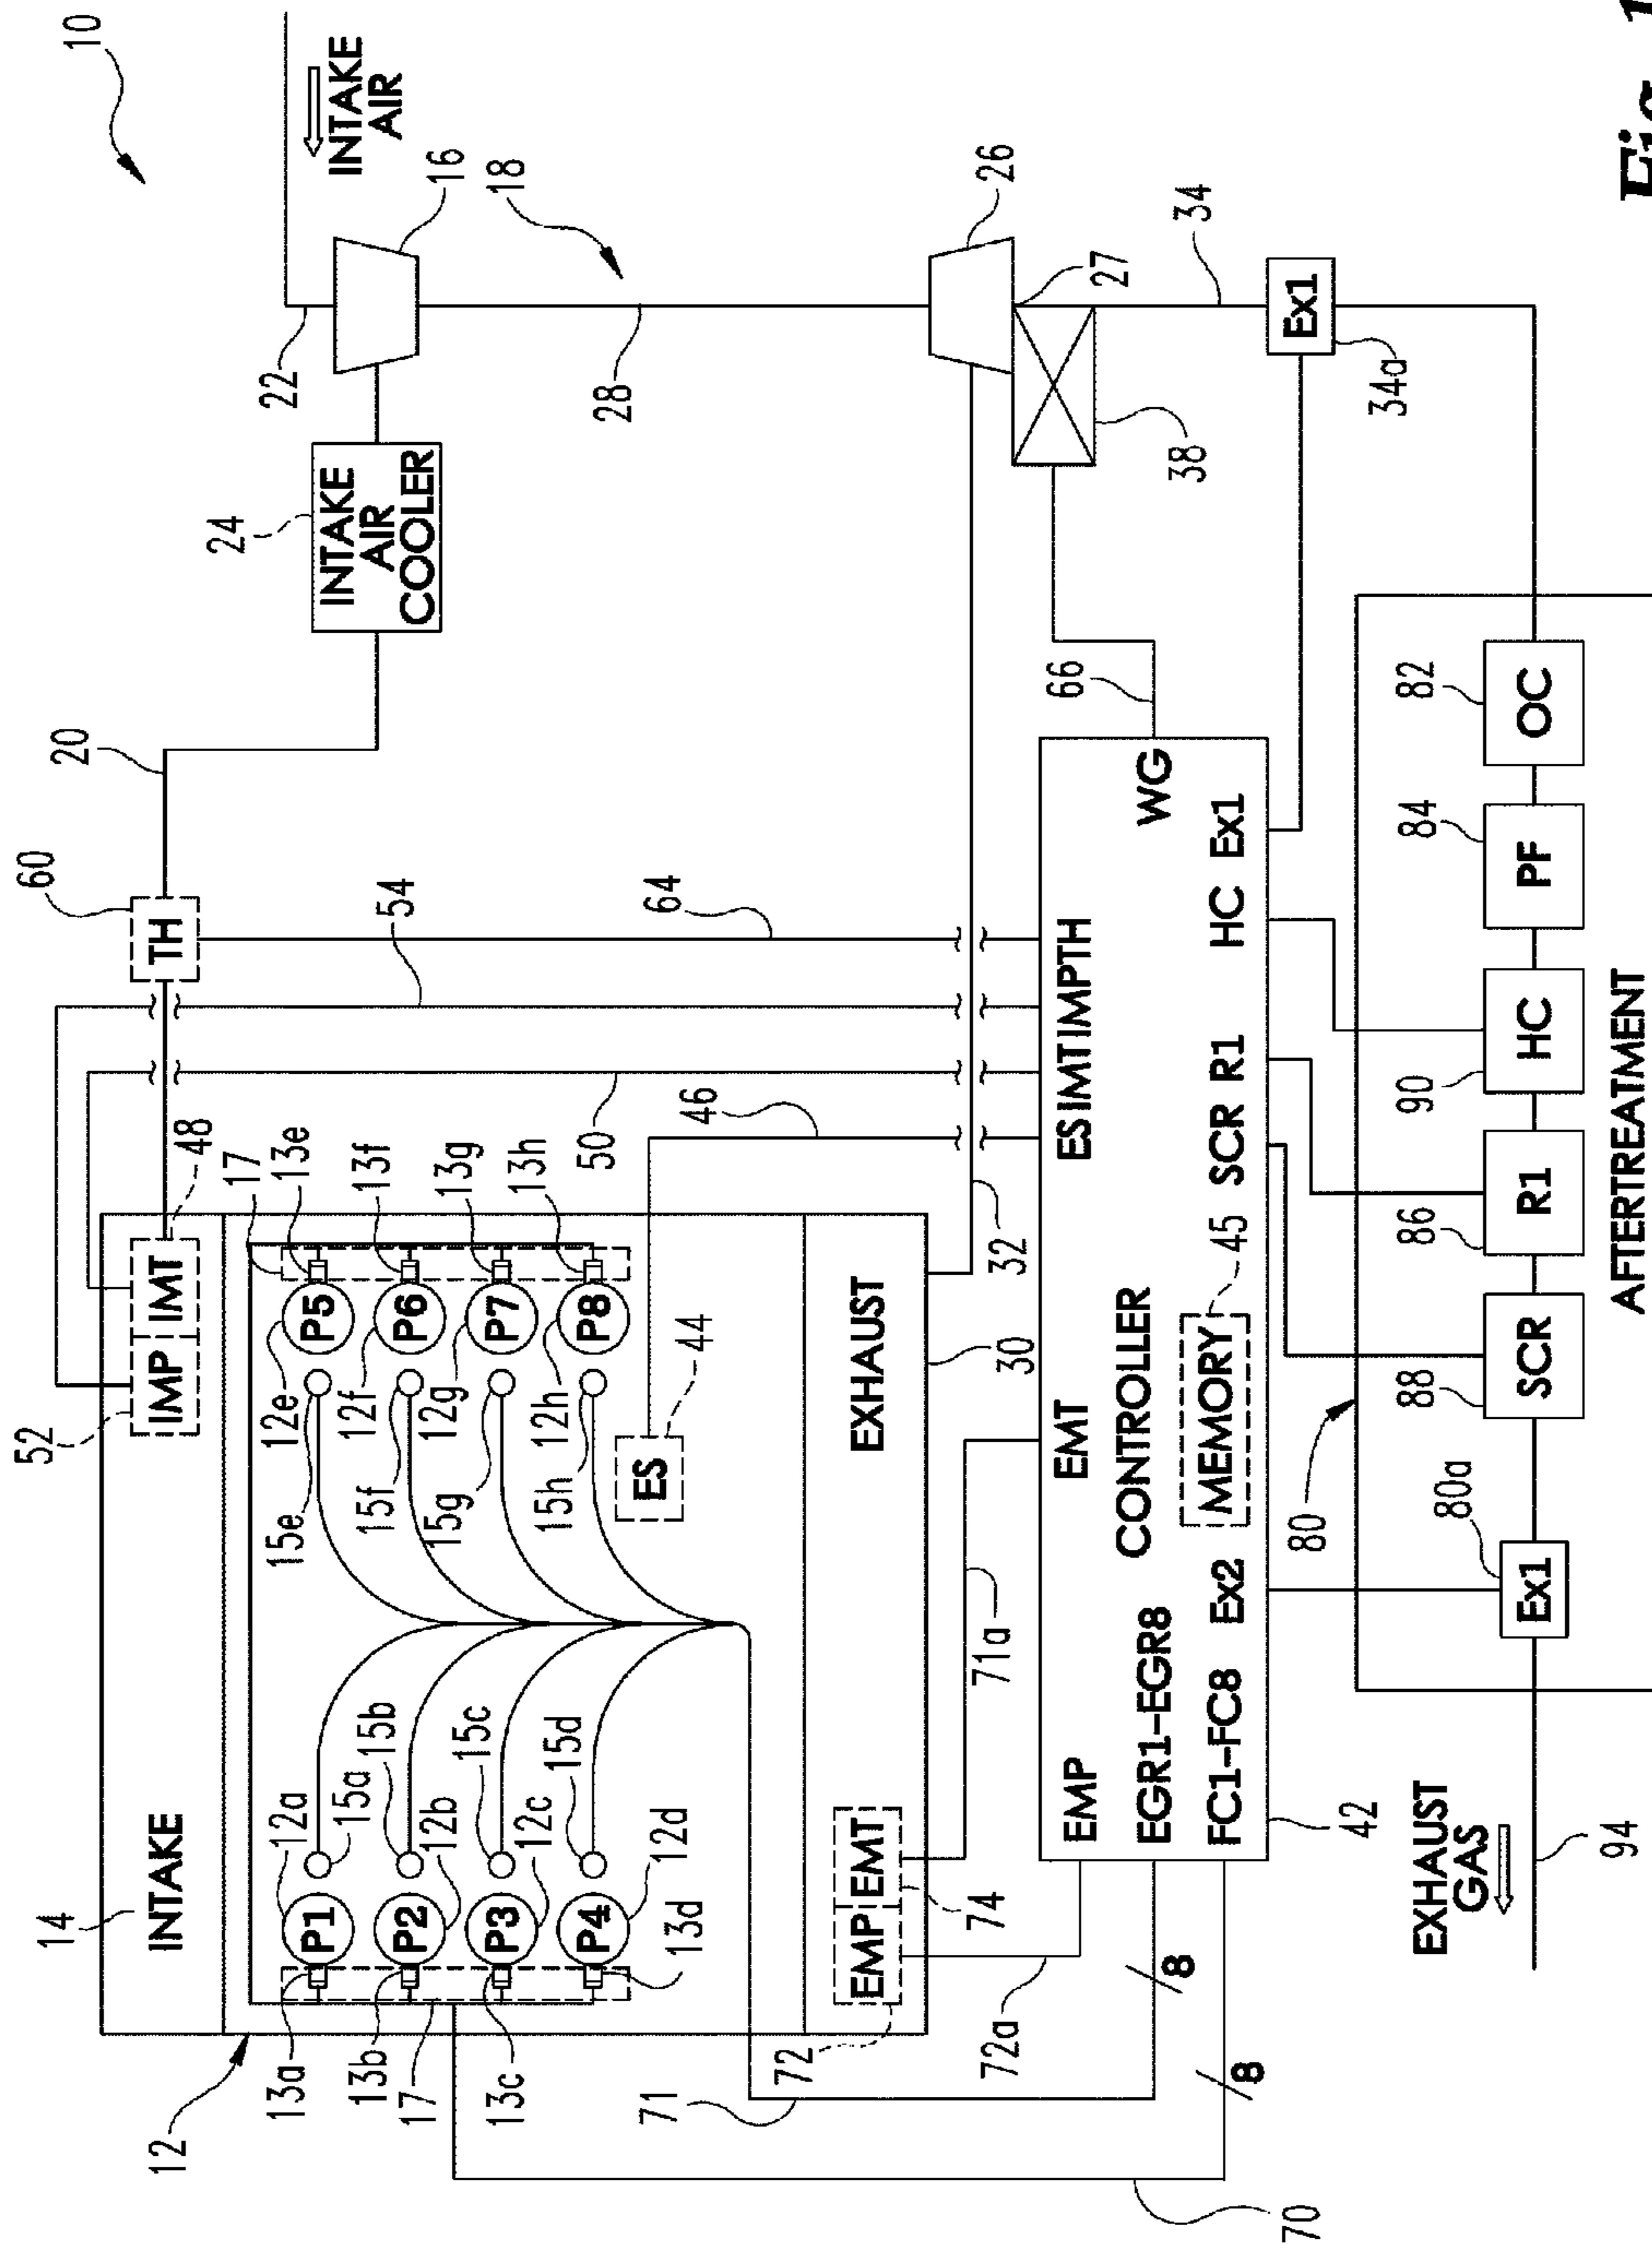 10
INTAKE
AIR
16
18
22
28
26
27
34
Ex1
34a
38
24
INTAKE
AIR
COOLER
20
60
TH
54
64
66
50
46
32
14
INTAKE
52
IMP
IMT
48
17
13e
13f
13g
13h
P5
P6
P7
P8
12e
12f
12g
12h
15e
15f
15g
15h
ES
44
12a
15a
15b
12b
15c
12c
15d
12d
P1
P2
P3
P4
13a
13b
17
13c
13d
12
EXHAUST
30
EMP
EMT
72
74
72a
71a
71
70
8
8
EMP
EMT
ES IMT IMP TH
WG
EGR1-EGR8
CONTROLLER
MEMORY
45
FC1-FC8
Ex2
SCR
R1
HC
Ex1
42
80
80a
Ex1
88
SCR
86
R1
90
HC
84
PF
82
OC
AFTERTREATMENT
EXHAUST
GAS
94
Fig. 1